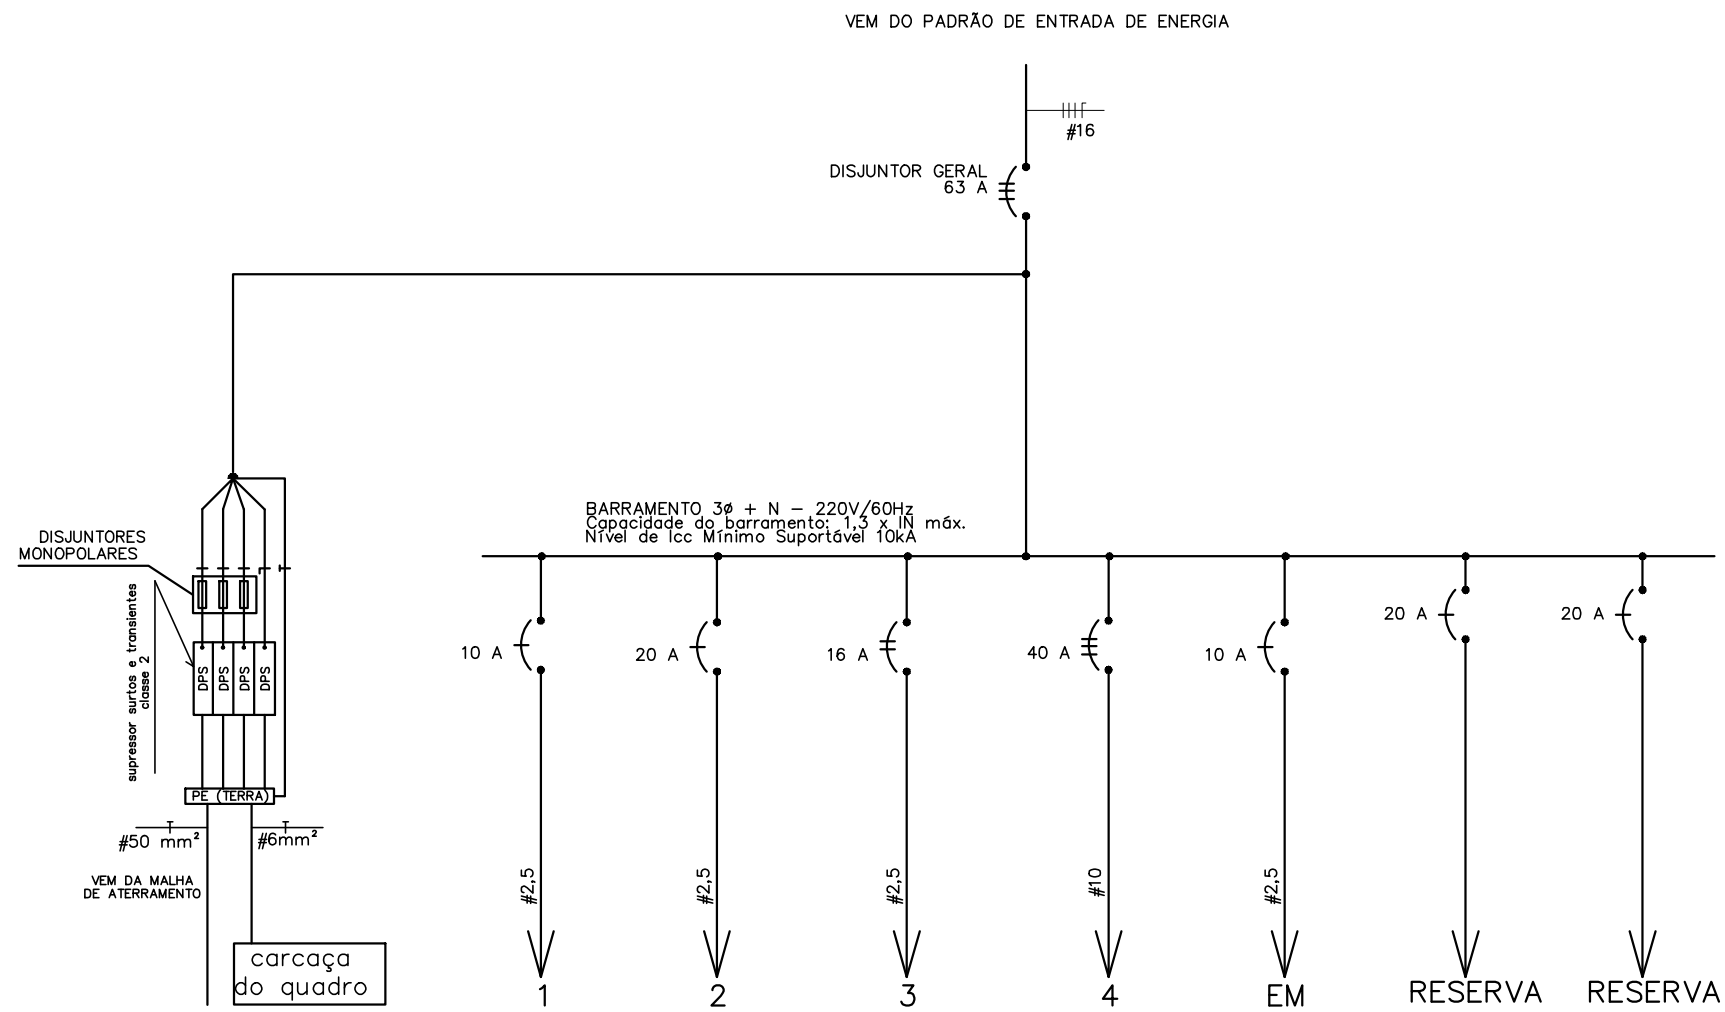 VEM DO PADRÃO DE ENTRADA DE ENERGIA
#16
DISJUNTOR GERAL
63 A
BARRAMENTO 3ø + N - 220V/60Hz
Capacidade do barramento: 1,3 x IN máx.
Nível de Icc Mínimo Suportável 10kA
DISJUNTORES
MONOPOLARES
supressor surtos e transientes
classe 2
DPS
DPS
DPS
DPS
PE (TERRA)
#50 mm²
#6mm²
VEM DA MALHA
DE ATERRAMENTO
carcaça
do quadro
10 A
20 A
16 A
40 A
10 A
20 A
20 A
#2,5
#2,5
#2,5
#10
#2,5
1
2
3
4
EM
RESERVA
RESERVA